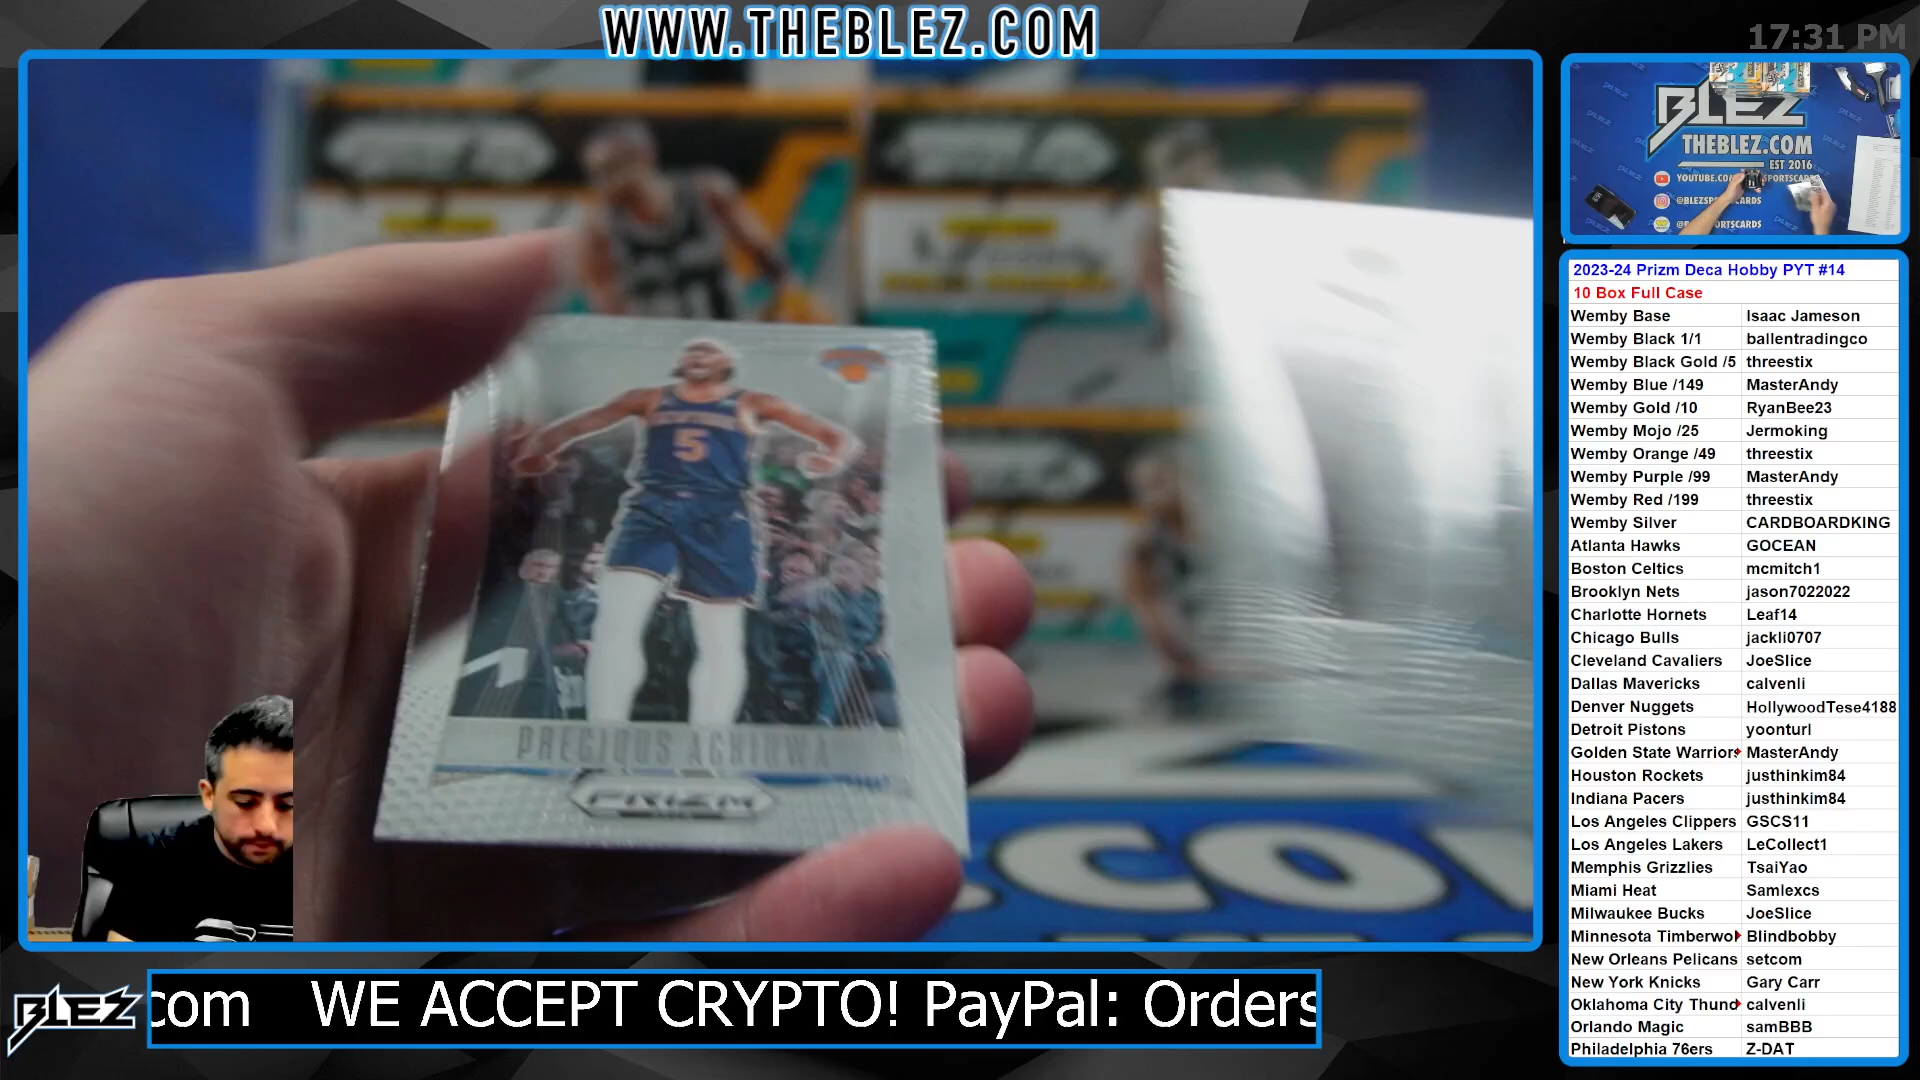 WWW.THEBLEZ.COM
17:31 PM
BLEZ
THEBLEZ.COM
EST 2016
5
PRECIOUS ACHIUWA
PRIZM
.CO
2023-24 Prizm Deca Hobby PYT #14
10 Box Full Case
Wemby Base Isaac Jameson
Wemby Black 1/1 ballentradingco
Wemby Black Gold /5 threestix
Wemby Blue /149 MasterAndy
Wemby Gold /10 RyanBee23
Wemby Mojo /25 Jermoking
Wemby Orange /49 threestix
Wemby Purple /99 MasterAndy
Wemby Red /199 threestix
Wemby Silver CARDBOARDKING
Atlanta Hawks GOCEAN
Boston Celtics mcmitch1
Brooklyn Nets jason7022022
Charlotte Hornets Leaf14
Chicago Bulls jackli0707
Cleveland Cavaliers JoeSlice
Dallas Mavericks calvenli
Denver Nuggets HollywoodTese4188
Detroit Pistons yoonturl
Golden State Warriors MasterAndy
Houston Rockets justhinkim84
Indiana Pacers justhinkim84
Los Angeles Clippers GSCS11
Los Angeles Lakers LeCollect1
Memphis Grizzlies TsaiYao
Miami Heat Samlexcs
Milwaukee Bucks JoeSlice
Minnesota Timberwol Blindbobby
New Orleans Pelicans setcom
New York Knicks Gary Carr
Oklahoma City Thund calvenli
Orlando Magic samBBB
Philadelphia 76ers Z-DAT
BLEZ
com WE ACCEPT CRYPTO! PayPal: Orders